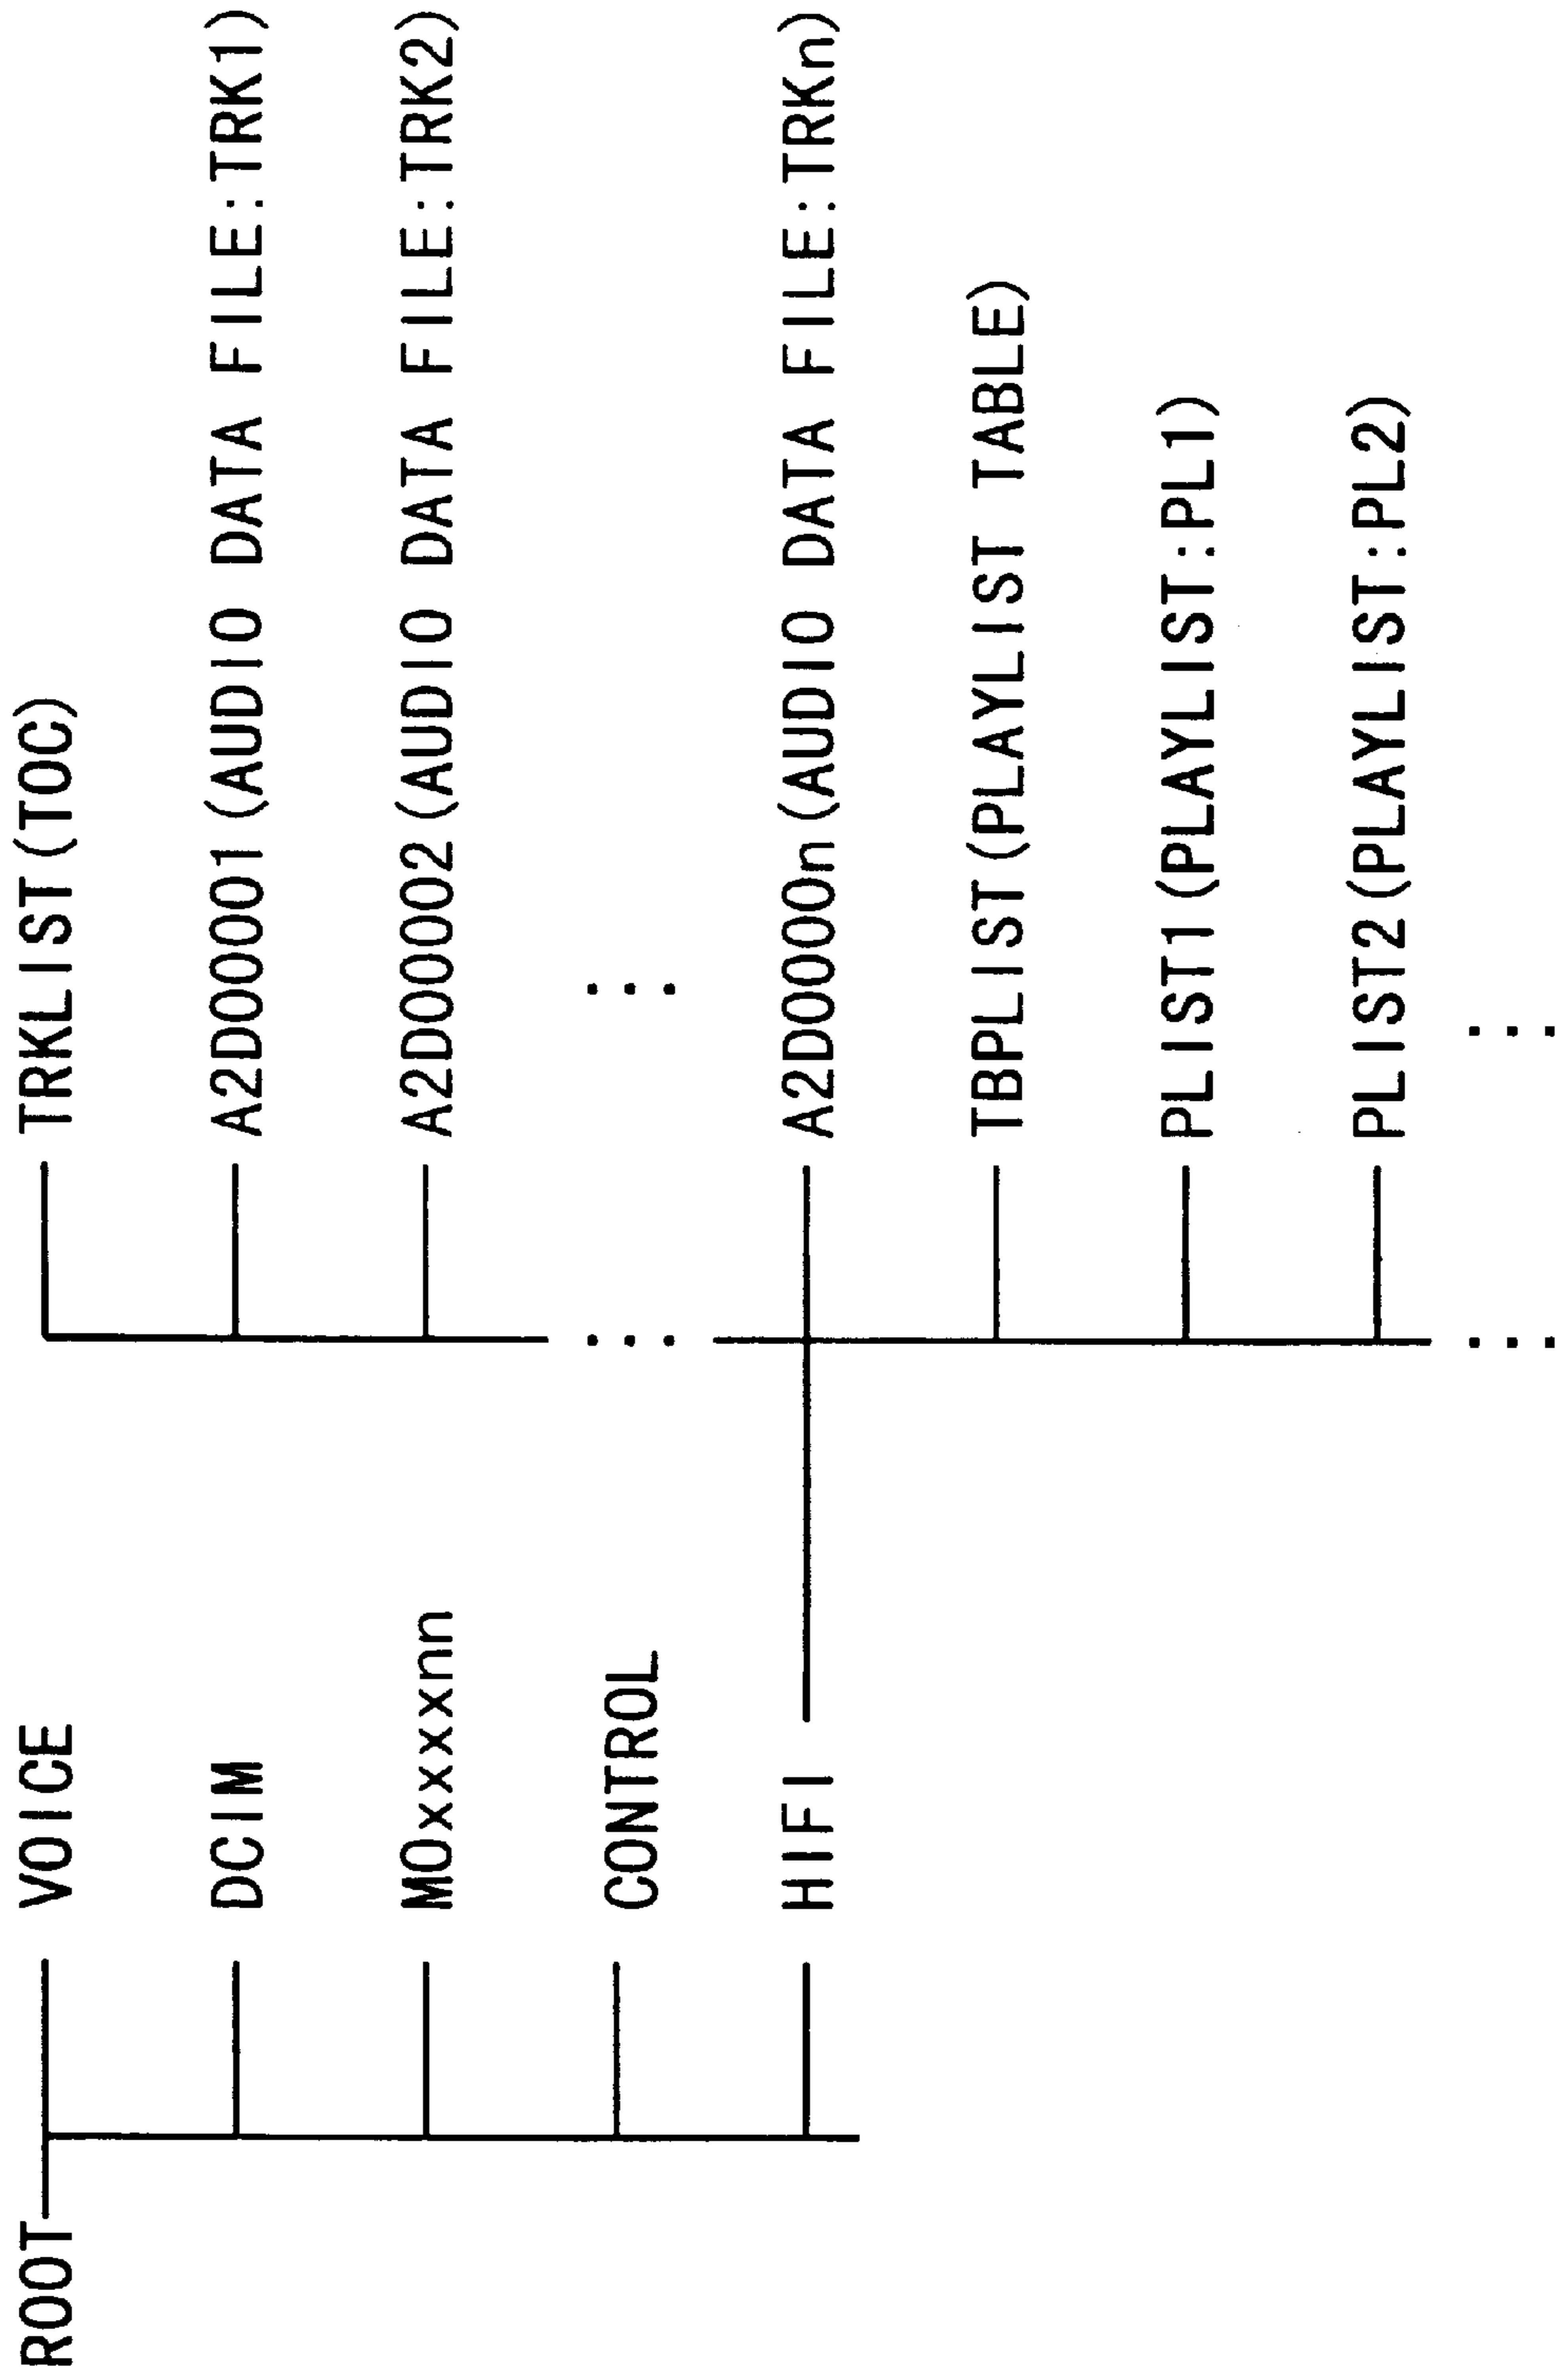 ROOT
VOICE
DCIM
MOxxxxnn
CONTROL
HIFI
TRKLIST(TOC)
A2D00001(AUDIO DATA FILE:TRK1)
A2D00002(AUDIO DATA FILE:TRK2)
A2D0000n(AUDIO DATA FILE:TRKn)
TBPLIST(PLAYLIST TABLE)
PLIST1(PLAYLIST:PL1)
PLIST2(PLAYLIST:PL2)